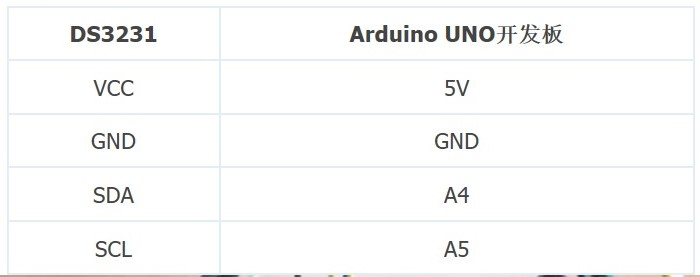 DS3231 Arduino UNO开发板
VCC 5V
GND GND
SDA A4
SCL A5